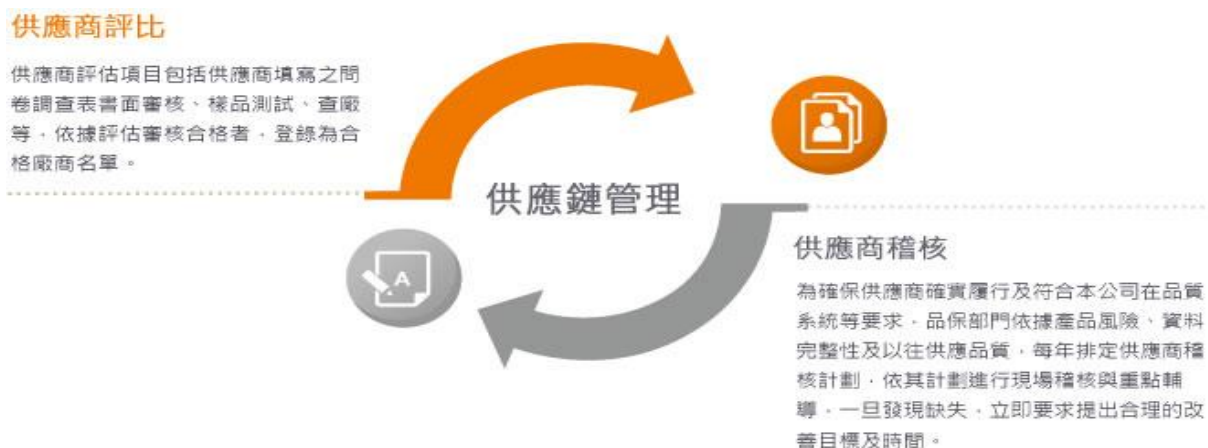 供應商評比
供應商評估項目包括供應商填寫之問
卷調查表書面審核、樣品測試、查廠
等，依據評估審核合格者，登錄為合
格廠商名單。
供應鏈管理
A
供應商稽核
為確保供應商確實履行及符合本公司在品質
系統等要求，品保部門依據產品風險、資料
完整性及以往供應品質，每年排定供應商稽
核計劃，依其計劃進行現場稽核與重點輔
導，一旦發現缺失，立即要求提出合理的改
善目標及時間。